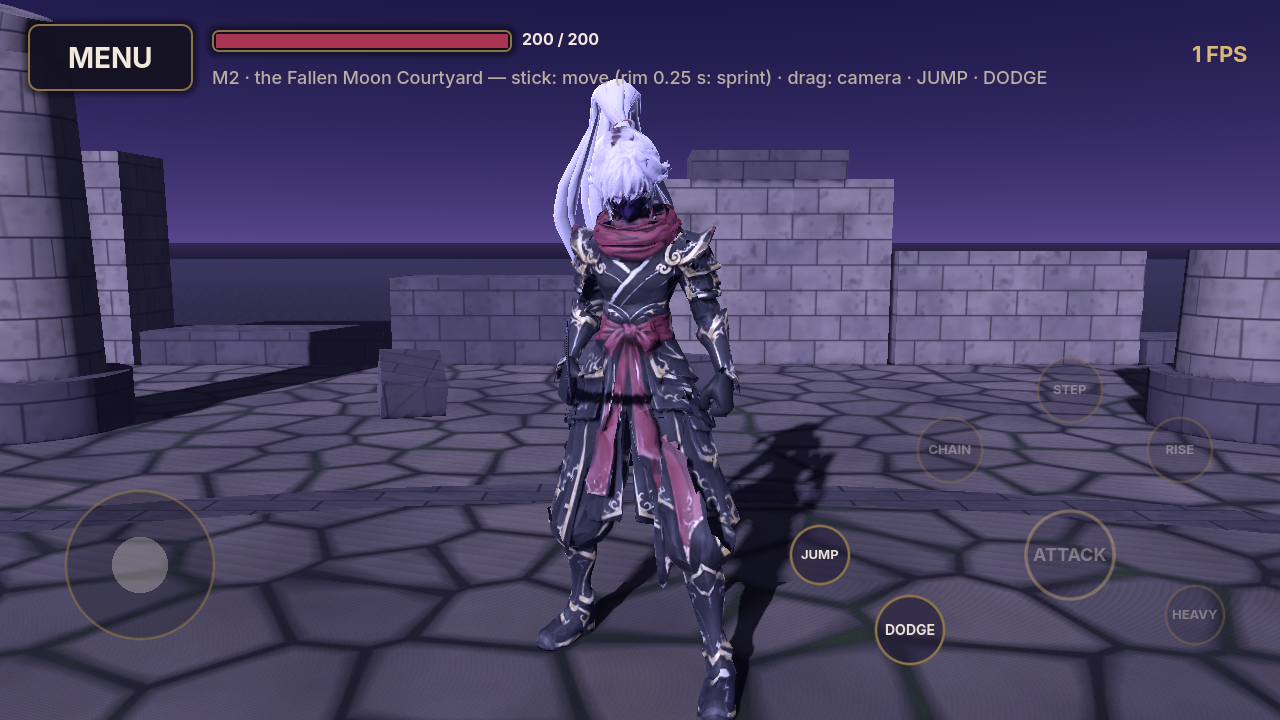 MENU
200 / 200
1 FPS
M2 · the Fallen Moon Courtyard — stick: move (rim 0.25 s: sprint) · drag: camera · JUMP · DODGE
STEP
CHAIN
RISE
JUMP
ATTACK
HEAVY
DODGE